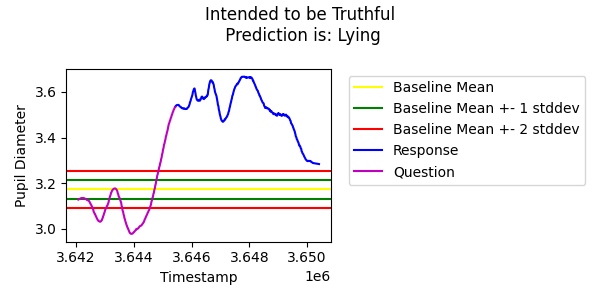 Intended to be Truthful
Prediction is: Lying
Pupil Diameter
3.6
3.4
3.2
3.0
3.642
3.644
3.646
3.648
3.650
1e6
Timestamp
Baseline Mean
Baseline Mean +- 1 stddev
Baseline Mean +- 2 stddev
Response
Question